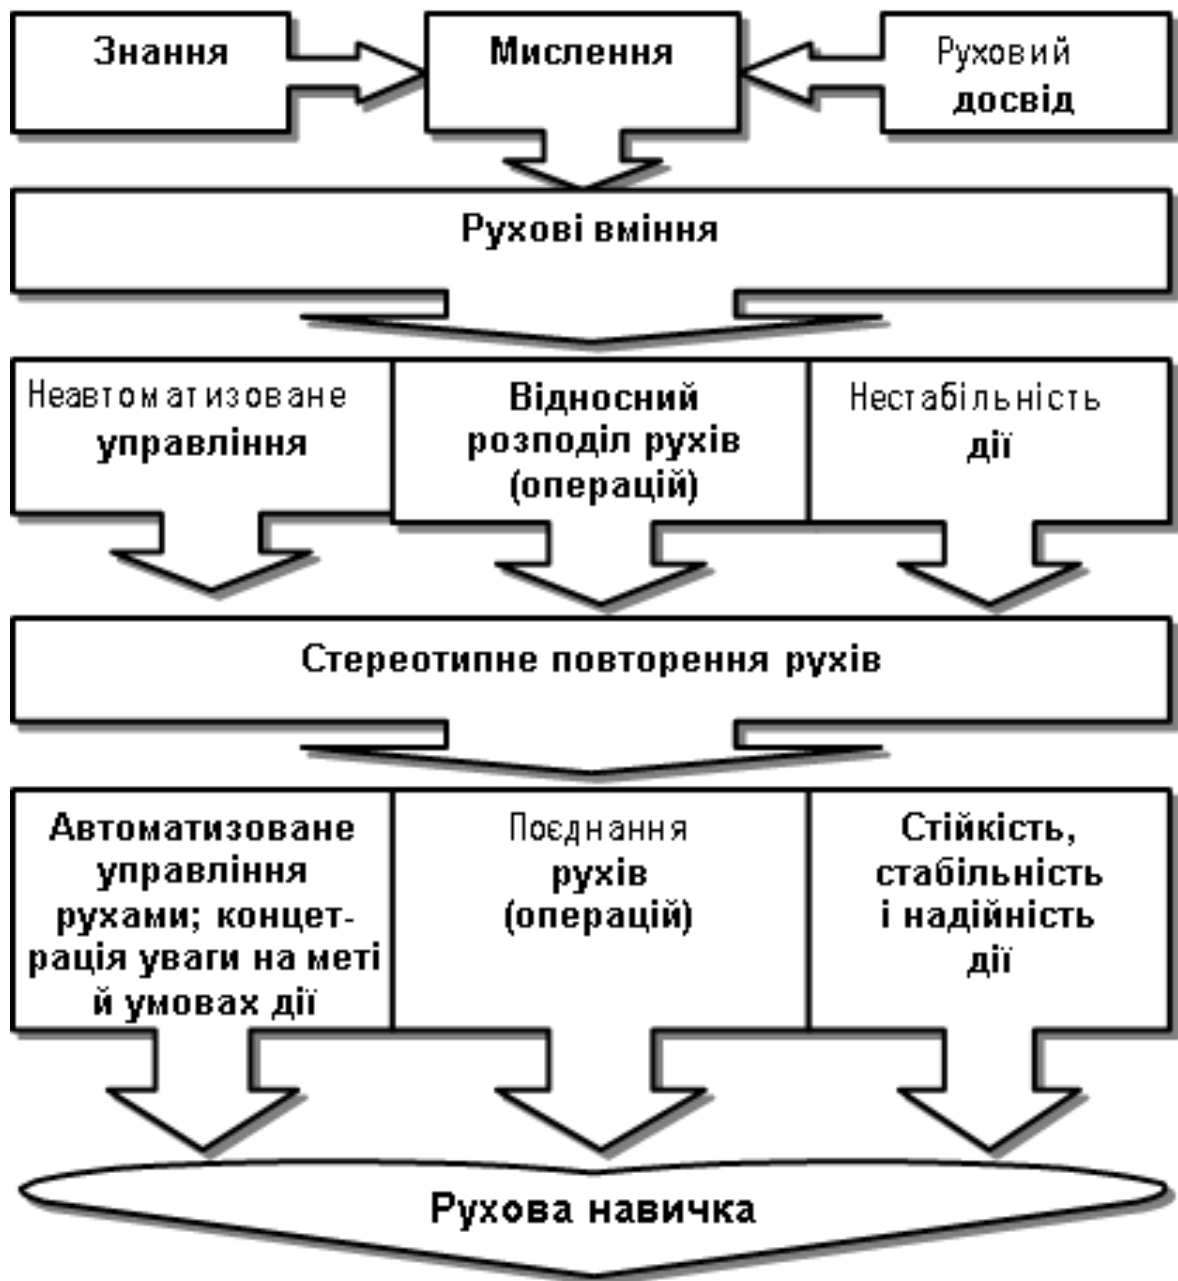 Знання
Мислення
Руховий
досвід
Рухові вміння
Неавтоматизоване
управління
Відносний
розподіл рухів
(операцій)
Нестабільність
дії
Стереотипне повторення рухів
Автоматизоване
управління
рухами; концет-
рація уваги на меті
й умовах дії
Поєднання
рухів
(операцій)
Стійкість,
стабільність
і надійність
дії
Рухова навичка